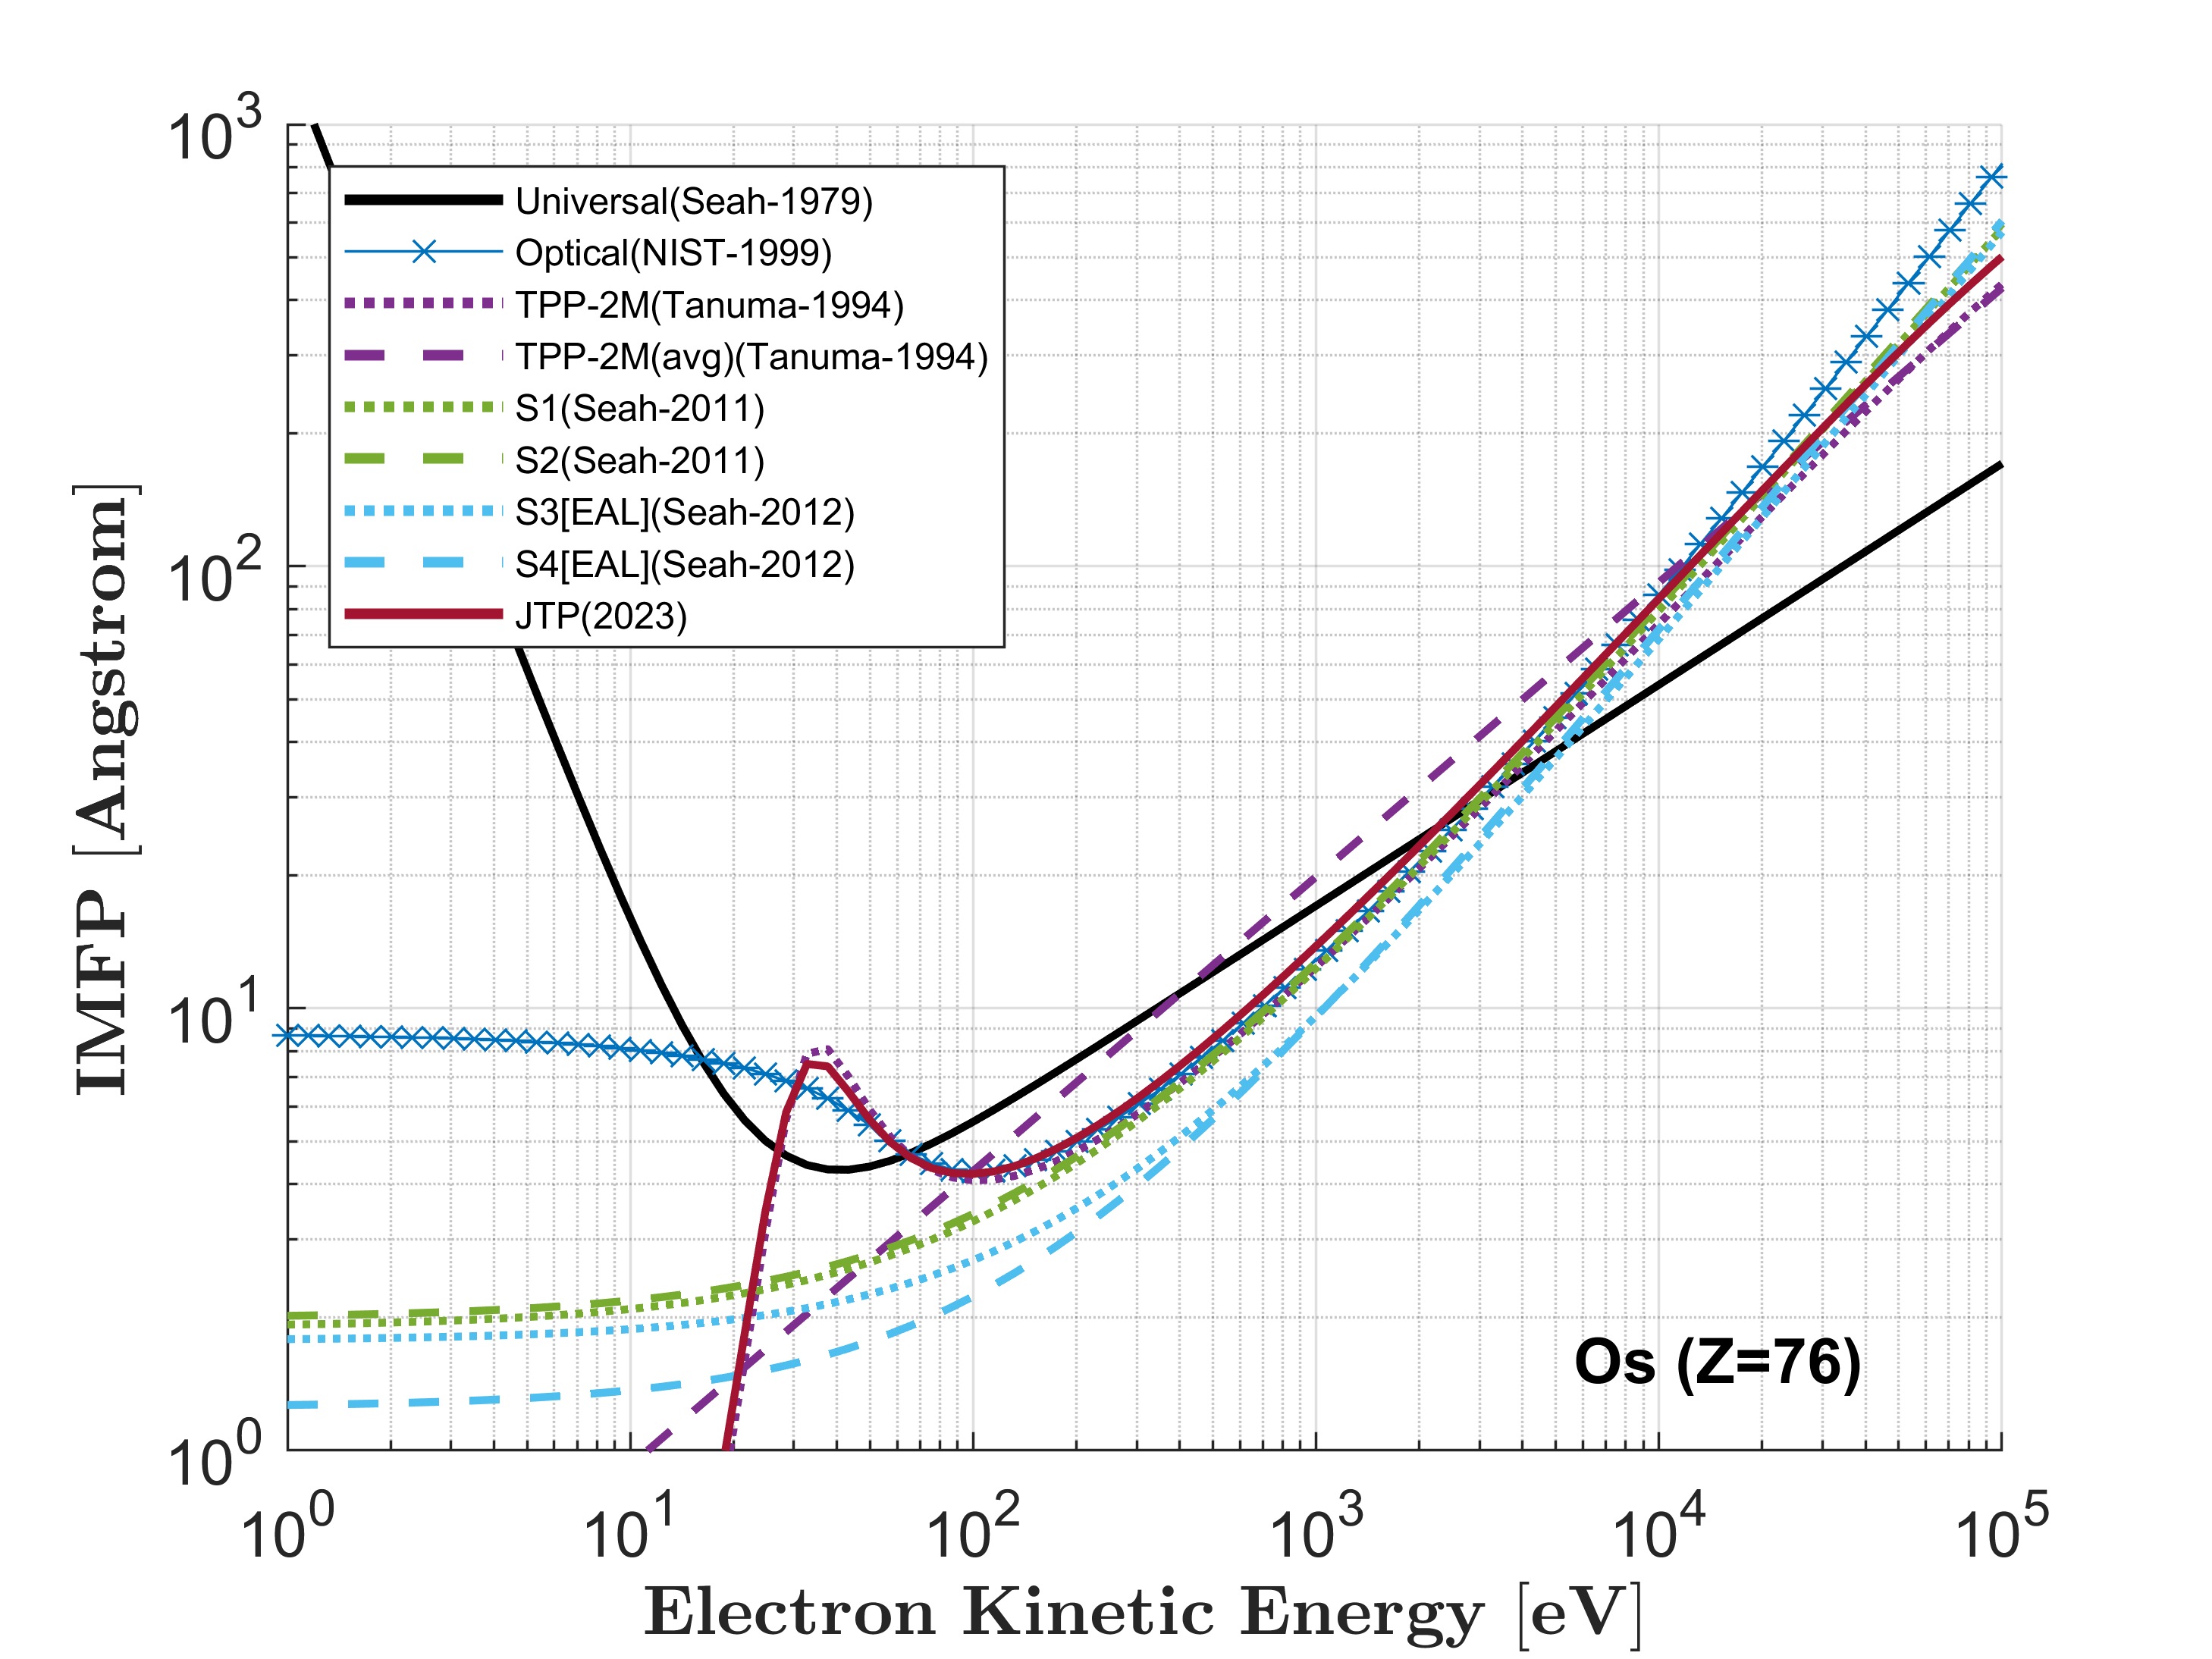 10^3
10^2
10^1
10^0
IMFP [Angstrom]
Universal(Seah-1979)
Optical(NIST-1999)
TPP-2M(Tanuma-1994)
TPP-2M(avg)(Tanuma-1994)
S1(Seah-2011)
S2(Seah-2011)
S3[EAL](Seah-2012)
S4[EAL](Seah-2012)
JTP(2023)
Os (Z=76)
10^0 10^1 10^2 10^3 10^4 10^5
Electron Kinetic Energy [eV]